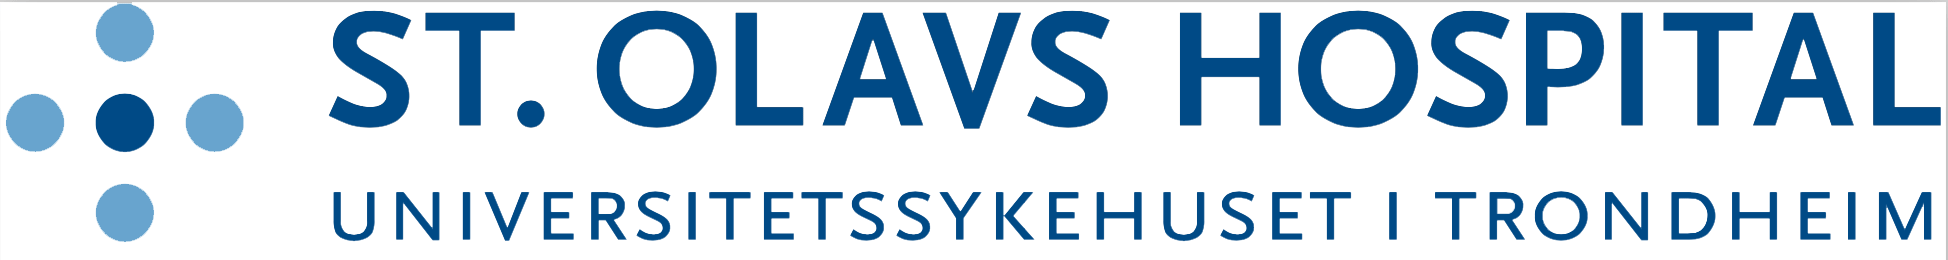 ST. OLAVS HOSPITAL
UNIVERSITETSSYKEHUSET I TRONDHEIM